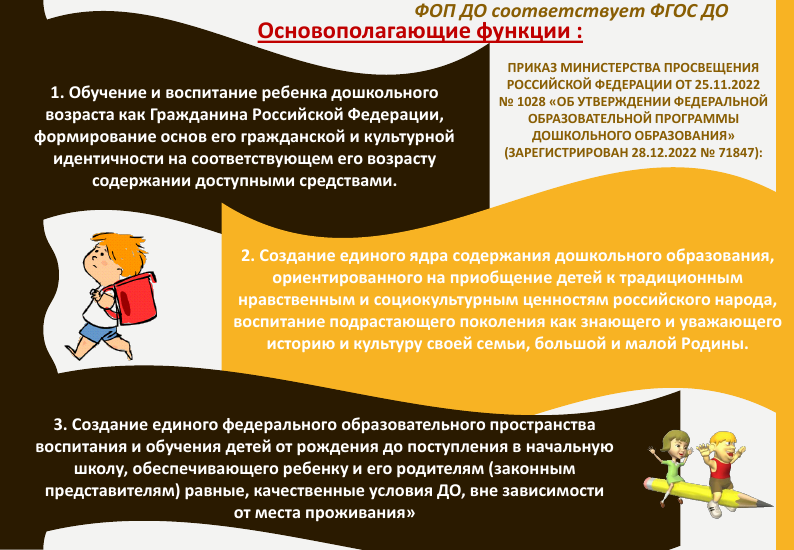 ФОП ДО соответствует ФГОС ДО
Основополагающие функции :
ПРИКАЗ МИНИСТЕРСТВА ПРОСВЕЩЕНИЯ
РОССИЙСКОЙ ФЕДЕРАЦИИ ОТ 25.11.2022
№ 1028 «ОБ УТВЕРЖДЕНИИ ФЕДЕРАЛЬНОЙ
ОБРАЗОВАТЕЛЬНОЙ ПРОГРАММЫ
ДОШКОЛЬНОГО ОБРАЗОВАНИЯ»
(ЗАРЕГИСТРИРОВАН 28.12.2022 № 71847):
1. Обучение и воспитание ребенка дошкольного
возраста как Гражданина Российской Федерации,
формирование основ его гражданской и культурной
идентичности на соответствующем его возрасту
содержании доступными средствами.
2. Создание единого ядра содержания дошкольного образования,
ориентированного на приобщение детей к традиционным
нравственным и социокультурным ценностям российского народа,
воспитание подрастающего поколения как знающего и уважающего
историю и культуру своей семьи, большой и малой Родины.
3. Создание единого федерального образовательного пространства
воспитания и обучения детей от рождения до поступления в начальную
школу, обеспечивающего ребенку и его родителям (законным
представителям) равные, качественные условия ДО, вне зависимости
от места проживания»